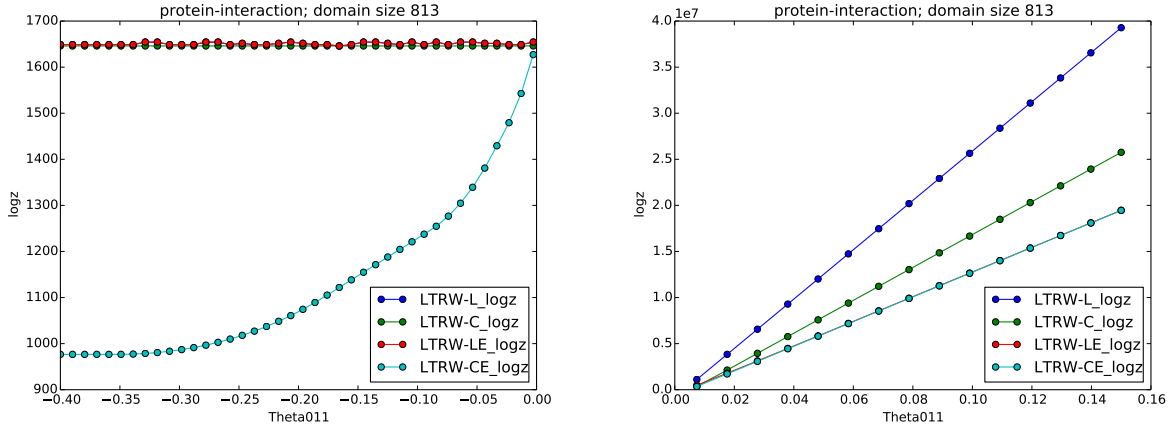 protein-interaction; domain size 813
1700
1600
1500
1400
1300
1200
1100
1000
900
logz
−0.40 −0.35 −0.30 −0.25 −0.20 −0.15 −0.10 −0.05 0.00
Theta011
LTRW-L_logz
LTRW-C_logz
LTRW-LE_logz
LTRW-CE_logz
protein-interaction; domain size 813
1e7
4.0
3.5
3.0
2.5
2.0
1.5
1.0
0.5
0.0
logz
0.00 0.02 0.04 0.06 0.08 0.10 0.12 0.14 0.16
Theta011
LTRW-L_logz
LTRW-C_logz
LTRW-LE_logz
LTRW-CE_logz